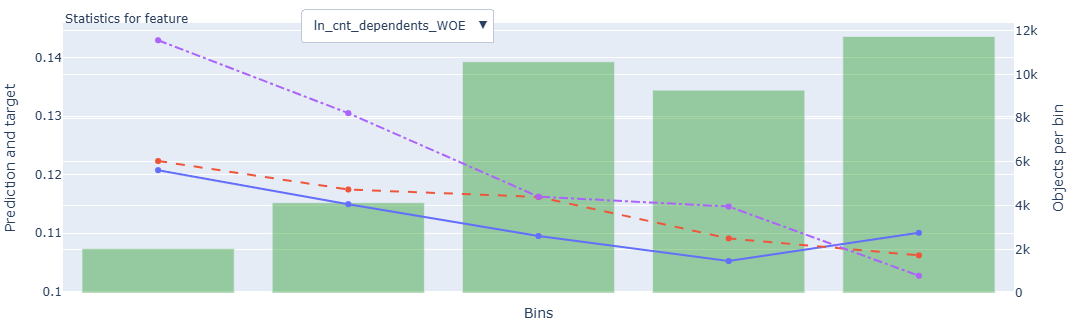 Statistics for feature
ln_cnt_dependents_WOE ▼
Prediction and target
0.14
0.13
0.12
0.11
0.1
12k
10k
8k
6k
4k
2k
0
Objects per bin
Bins